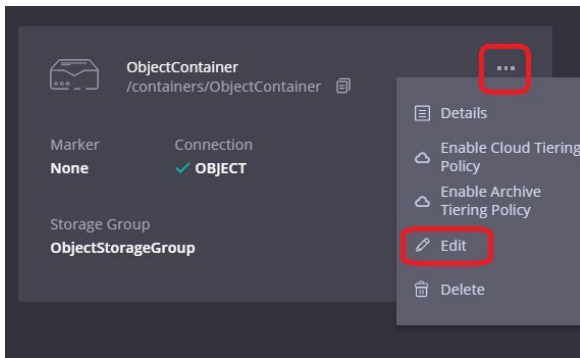 ObjectContainer
/containers/ObjectContainer
Marker
Connection
None
OBJECT
Storage Group
ObjectStorageGroup
Details
Enable Cloud Tiering
Policy
Enable Archive
Tiering Policy
Edit
Delete